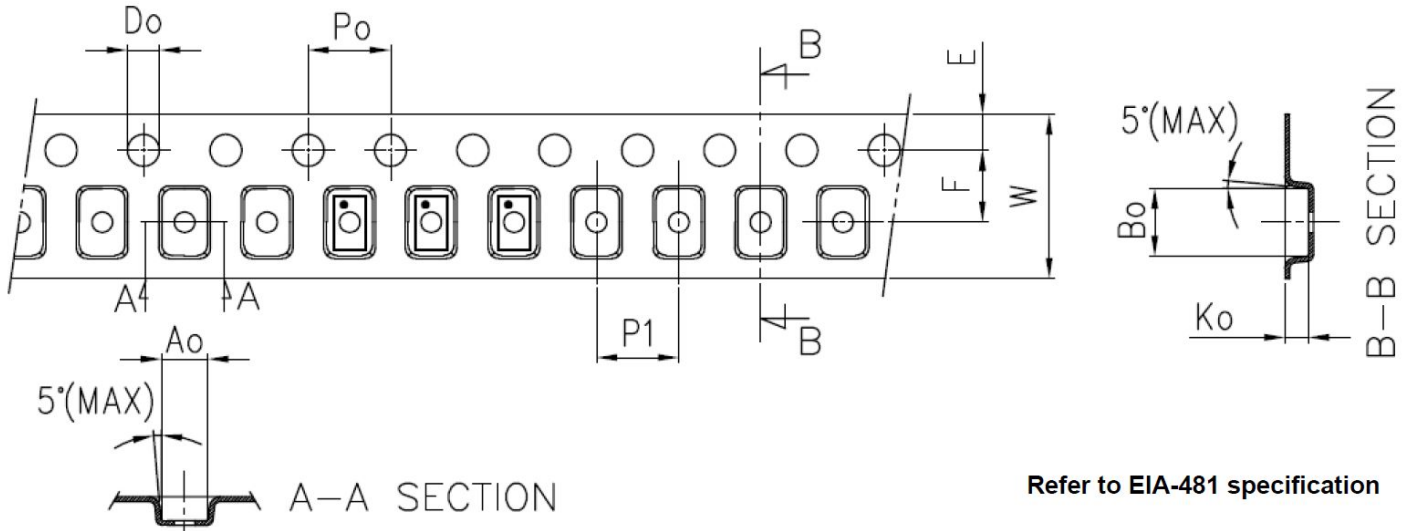 Do
Po
B
E
5°(MAX)
F
W
Bo
B-B SECTION
A
A
P1
B
Ko
Ao
5°(MAX)
A-A SECTION
Refer to EIA-481 specification